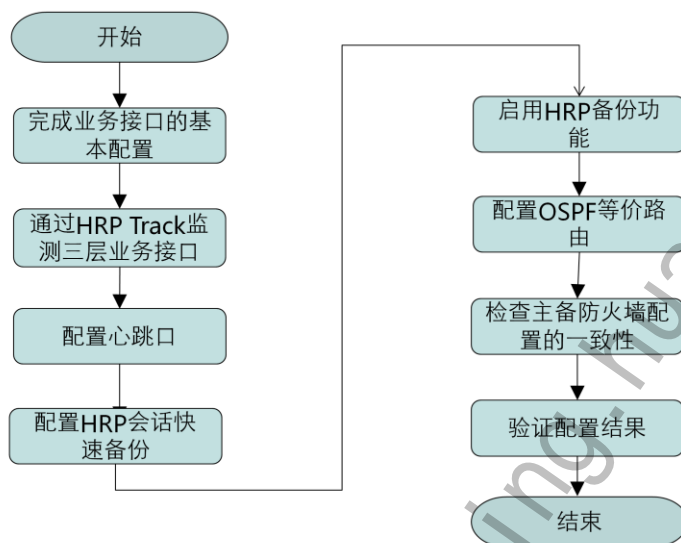 开始
完成业务接口的基
本配置
通过HRP Track监
测三层业务接口
配置心跳口
配置HRP会话快
速备份
启用HRP备份功
能
配置OSPF等价路
由
检查主备防火墙配
置的一致性
验证配置结果
结束
ing.hua